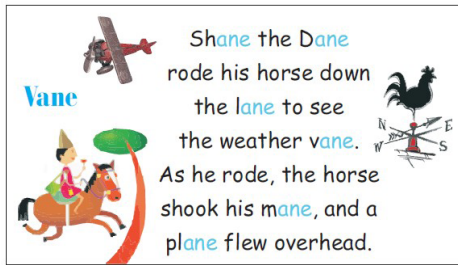 Vane
Shane the Dane
rode his horse down
the lane to see
the weather vane.
As he rode, the horse
shook his mane, and a
plane flew overhead.
N E
W S